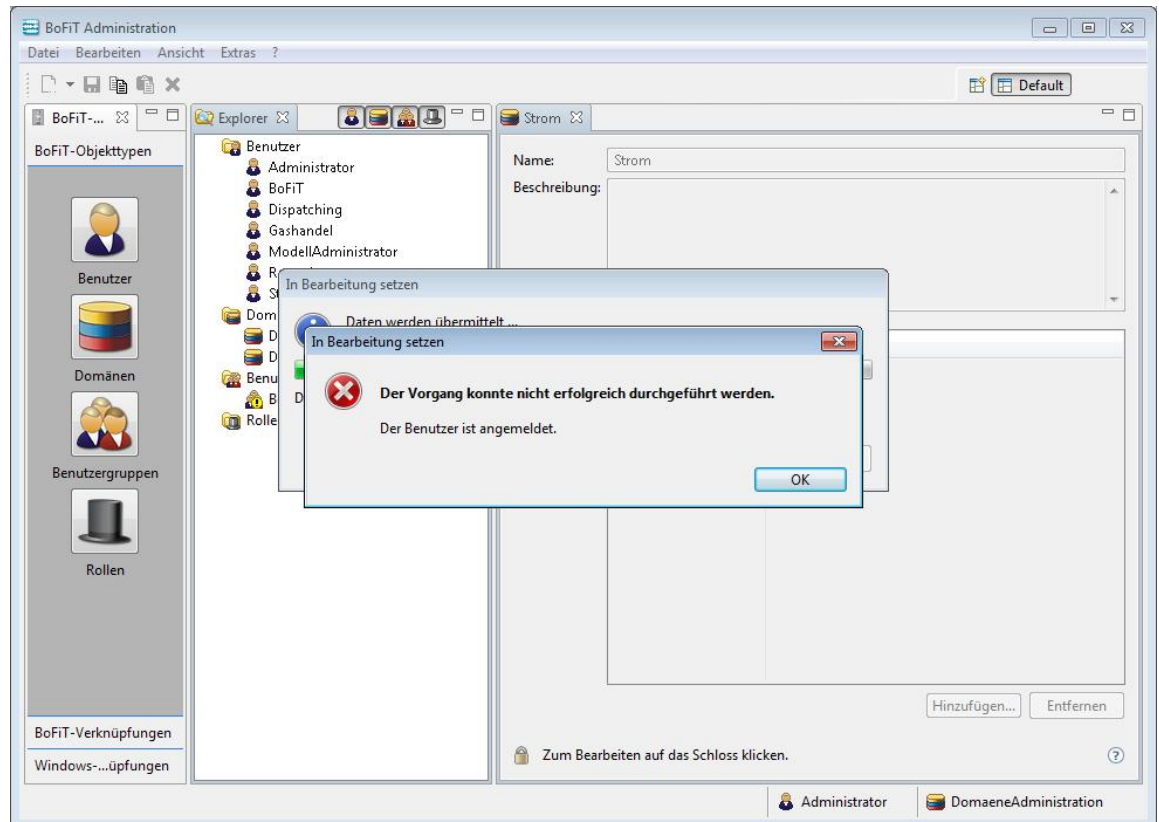 BoFiT Administration
Datei Bearbeiten Ansicht Extras ?
Default
BoFiT-...
Explorer
Strom
BoFiT-Objekttypen
Benutzer
Domänen
Benutzergruppen
Rollen
BoFiT-Verknüpfungen
Windows-...üpfungen
Benutzer
Administrator
BoFiT
Dispatching
Gashandel
ModellAdministrator
Name: Strom
Beschreibung:
In Bearbeitung setzen
Daten werden übermittelt ...
In Bearbeitung setzen
Der Vorgang konnte nicht erfolgreich durchgeführt werden.
Der Benutzer ist angemeldet.
OK
Hinzufügen... Entfernen
Zum Bearbeiten auf das Schloss klicken.
Administrator DomaeneAdministration